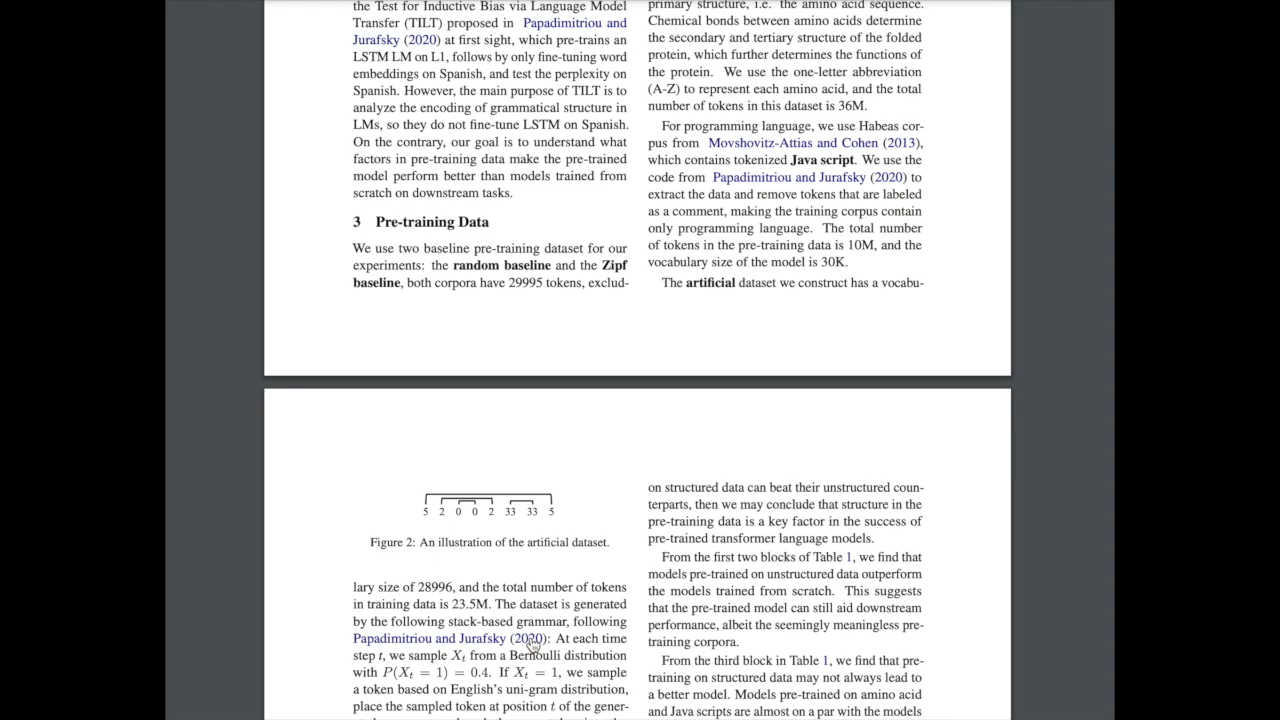 the Test for Inductive Bias via Language Model
Transfer (TILT) proposed in Papadimitriou and
Jurafsky (2020) at first sight, which pre-trains an
LSTM LM on L1, follows by only fine-tuning word
embeddings on Spanish, and test the perplexity on
Spanish. However, the main purpose of TILT is to
analyze the encoding of grammatical structure in
LMs, so they do not fine-tune LSTM on Spanish.
On the contrary, our goal is to understand what
factors in pre-training data make the pre-trained
model perform better than models trained from
scratch on downstream tasks.
3 Pre-training Data
We use two baseline pre-training dataset for our
experiments: the random baseline and the Zipf
baseline, both corpora have 29995 tokens, exclud-
primary structure, i.e. the amino acid sequence.
Chemical bonds between amino acids determine
the secondary and tertiary structure of the folded
protein, which further determines the functions of
the protein. We use the one-letter abbreviation
(A-Z) to represent each amino acid, and the total
number of tokens in this dataset is 36M.
For programming language, we use Habeas cor-
pus from Movshovitz-Attias and Cohen (2013),
which contains tokenized Java script. We use the
code from Papadimitriou and Jurafsky (2020) to
extract the data and remove tokens that are labeled
as a comment, making the training corpus contain
only programming language. The total number
of tokens in the pre-training data is 10M, and the
vocabulary size of the model is 30K.
The artificial dataset we construct has a vocabu-
5 2 0 0 2 33 33 5
Figure 2: An illustration of the artificial dataset.
lary size of 28996, and the total number of tokens
in training data is 23.5M. The dataset is generated
by the following stack-based grammar, following
Papadimitriou and Jurafsky (2020): At each time
step t, we sample Xt from a Bernoulli distribution
with P(Xt = 1) = 0.4. If Xt = 1, we sample
a token based on English's uni-gram distribution,
place the sampled token at position t of the gener-
on structured data can beat their unstructured coun-
terparts, then we may conclude that structure in the
pre-training data is a key factor in the success of
pre-trained transformer language models.
From the first two blocks of Table 1, we find that
models pre-trained on unstructured data outperform
the models trained from scratch. This suggests
that the pre-trained model can still aid downstream
performance, albeit the seemingly meaningless pre-
training corpora.
From the third block in Table 1, we find that pre-
training on structured data may not always lead to
a better model. Models pre-trained on amino acid
and Java scripts are almost on a par with the models